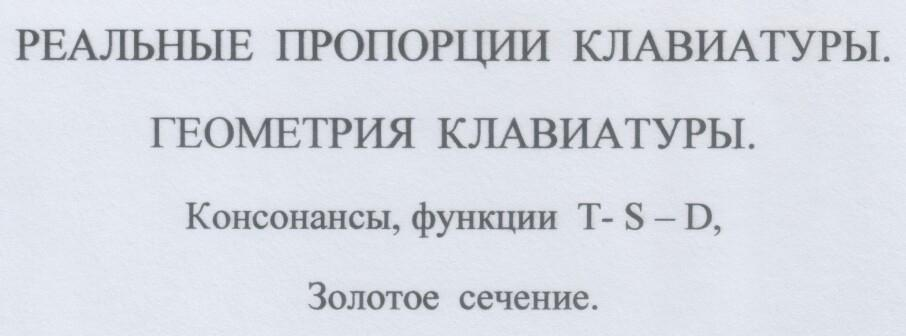 РЕАЛЬНЫЕ ПРОПОРЦИИ КЛАВИАТУРЫ.
ГЕОМЕТРИЯ КЛАВИАТУРЫ.
Консонансы, функции T- S – D,
Золотое сечение.